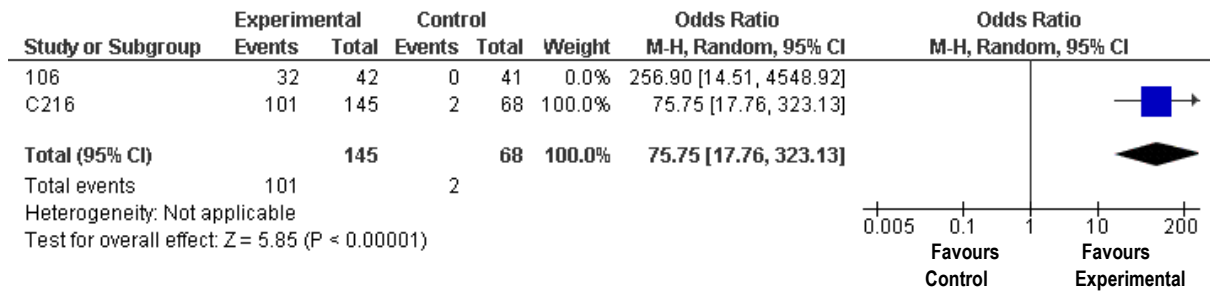 Experimental Control Odds Ratio Odds Ratio
Study or Subgroup Events Total Events Total Weight M-H, Random, 95% CI M-H, Random, 95% CI
106 32 42 0 41 0.0% 256.90 [14.51, 4548.92]
C216 101 145 2 68 100.0% 75.75 [17.76, 323.13]
Total (95% CI) 145 68 100.0% 75.75 [17.76, 323.13]
Total events 101 2
Heterogeneity: Not applicable
Test for overall effect: Z = 5.85 (P < 0.00001)
0.005 0.1 1 10 200
Favours Favours
Control Experimental